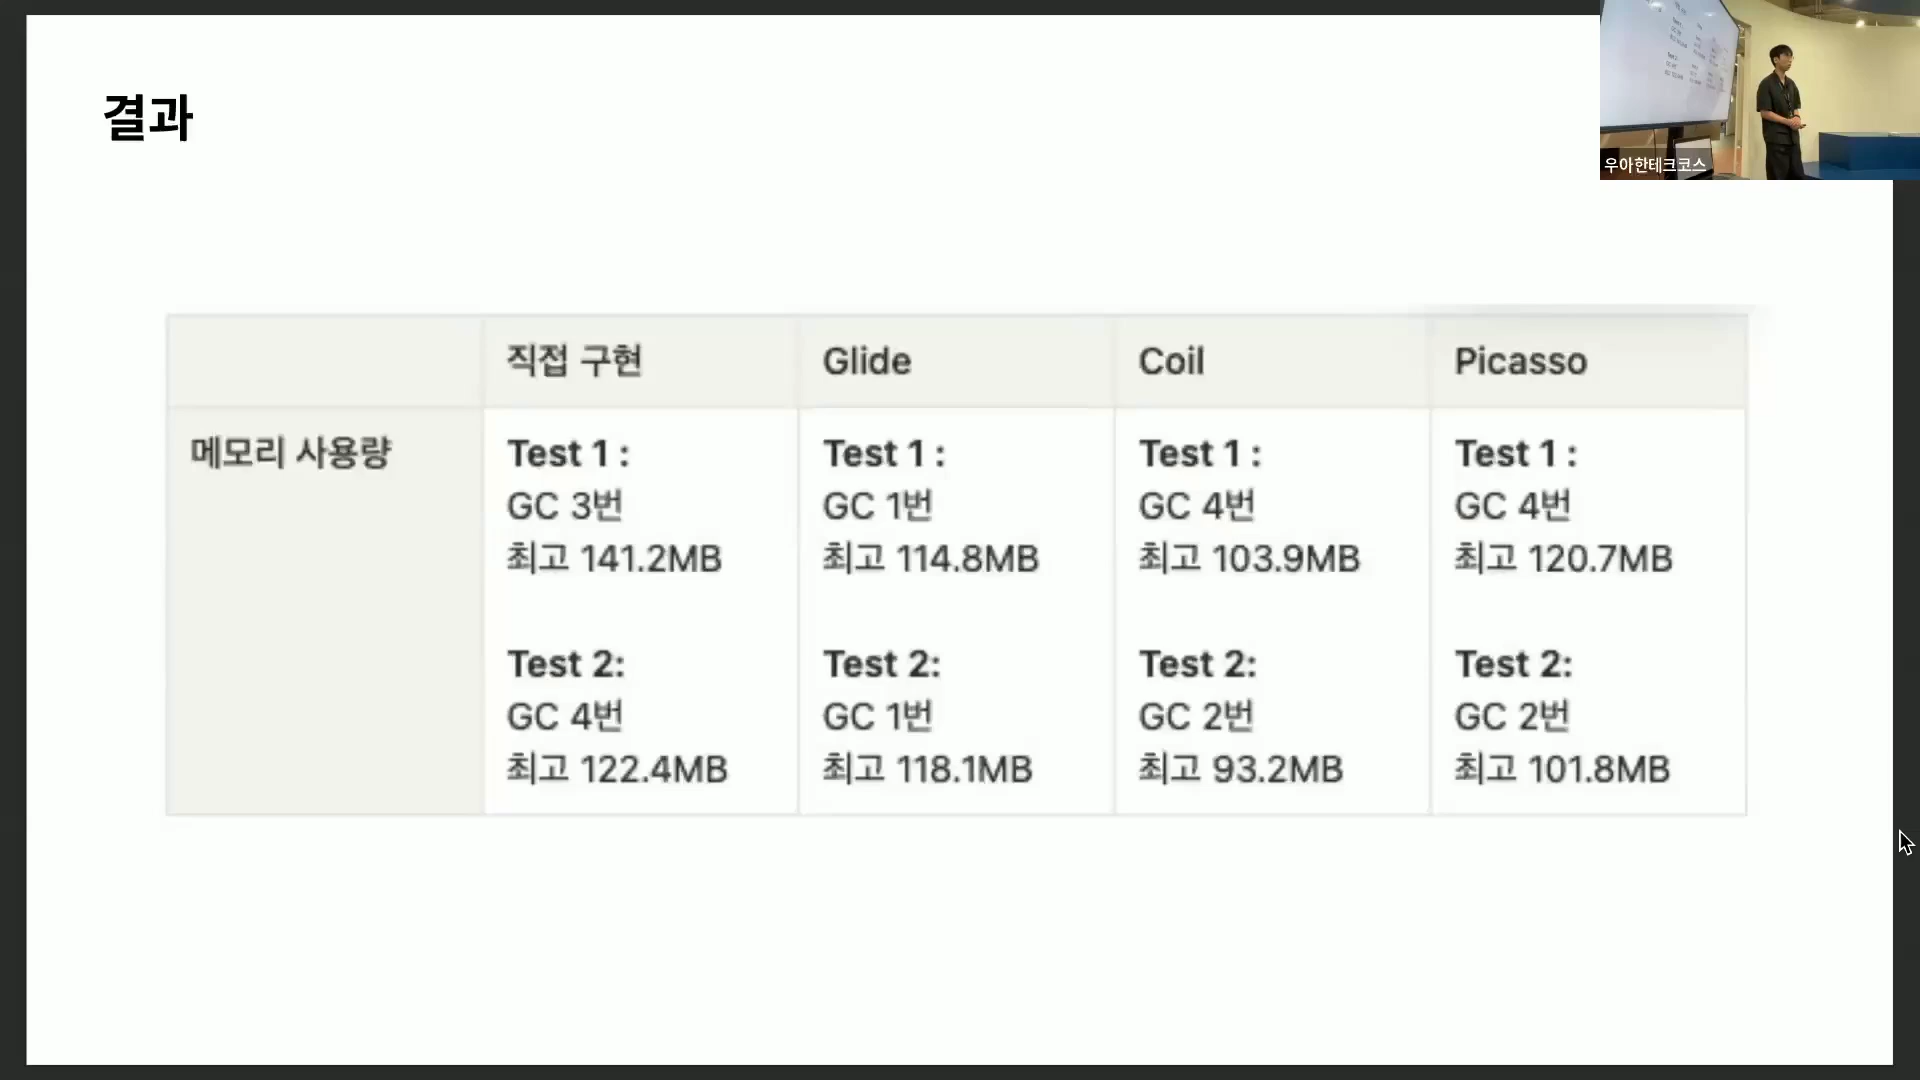 결과
우아한테크코스
직접 구현
Glide
Coil
Picasso
메모리 사용량
Test 1 :
GC 3번
최고 141.2MB
Test 2:
GC 4번
최고 122.4MB
Test 1 :
GC 1번
최고 114.8MB
Test 2:
GC 1번
최고 118.1MB
Test 1 :
GC 4번
최고 103.9MB
Test 2:
GC 2번
최고 93.2MB
Test 1 :
GC 4번
최고 120.7MB
Test 2:
GC 2번
최고 101.8MB